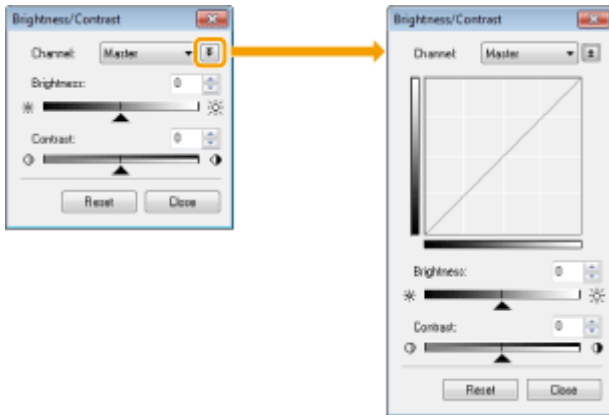 Brightness/Contrast
Channel: Master
Brightness: 0
Contrast: 0
Reset Close
Brightness/Contrast
Channel: Master
Brightness: 0
Contrast: 0
Reset Close